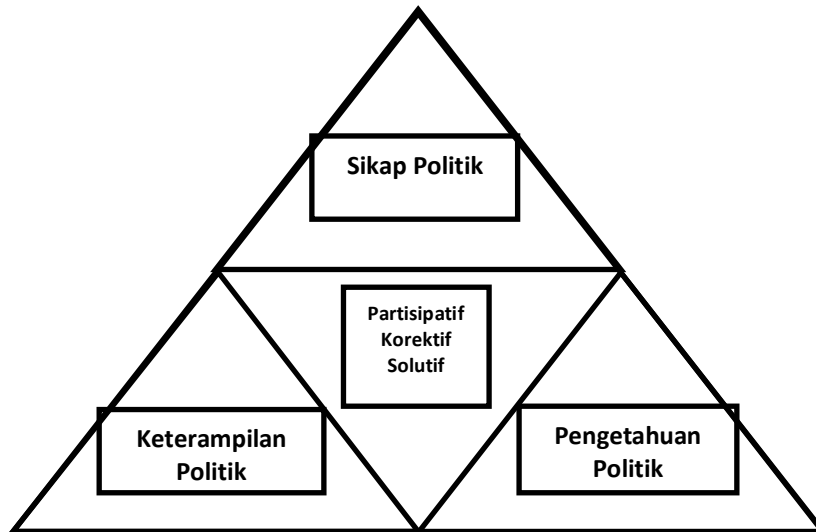 Sikap Politik
Partisipatif
Korektif
Solutif
Keterampilan
Politik
Pengetahuan
Politik